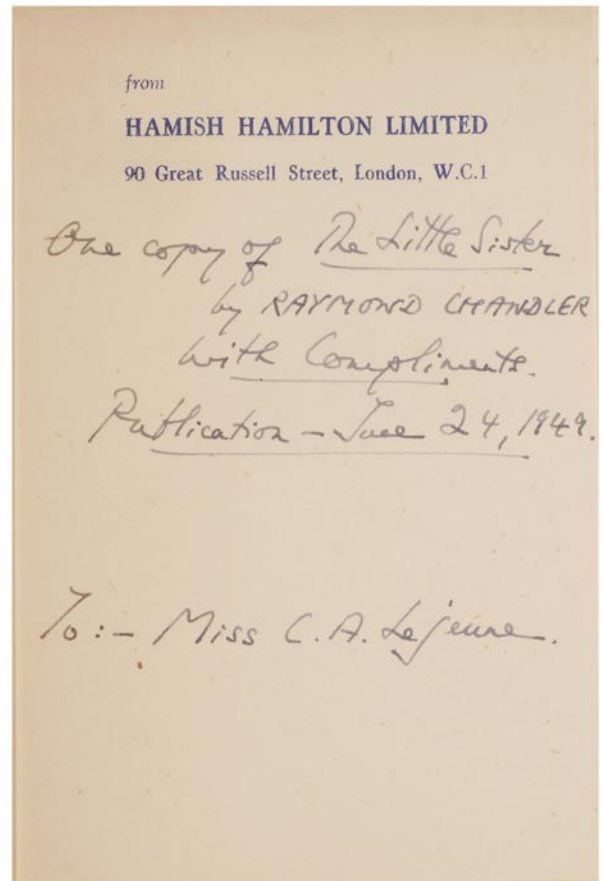 from
HAMISH HAMILTON LIMITED
90 Great Russell Street, London, W.C.1
One copy of The Little Sister
by RAYMOND CHANDLER
with Compliments.
Publication – June 24, 1949.
To:– Miss C. A. Lejeune.